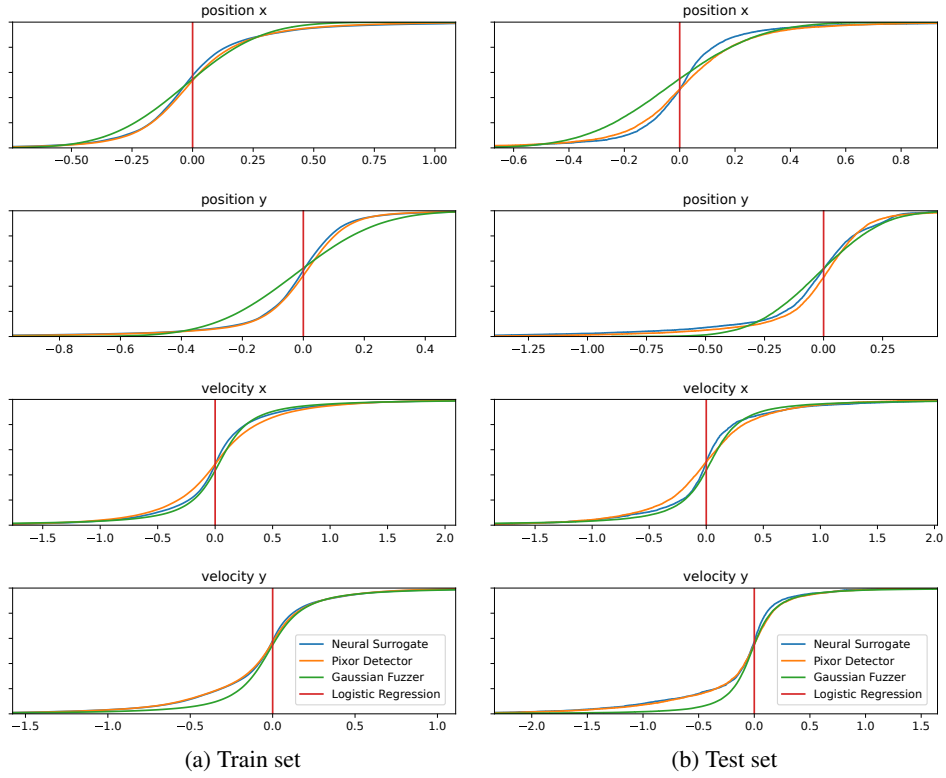 position x
−0.50 −0.25 0.00 0.25 0.50 0.75 1.00
position y
−0.8 −0.6 −0.4 −0.2 0.0 0.2 0.4
velocity x
−1.5 −1.0 −0.5 0.0 0.5 1.0 1.5 2.0
velocity y
Neural Surrogate
Pixor Detector
Gaussian Fuzzer
Logistic Regression
−1.5 −1.0 −0.5 0.0 0.5 1.0
(a) Train set
position x
−0.6 −0.4 −0.2 0.0 0.2 0.4 0.6 0.8
position y
−1.25 −1.00 −0.75 −0.50 −0.25 0.00 0.25
velocity x
−1.5 −1.0 −0.5 0.0 0.5 1.0 1.5 2.0
velocity y
Neural Surrogate
Pixor Detector
Gaussian Fuzzer
Logistic Regression
−2.0 −1.5 −1.0 −0.5 0.0 0.5 1.0 1.5
(b) Test set